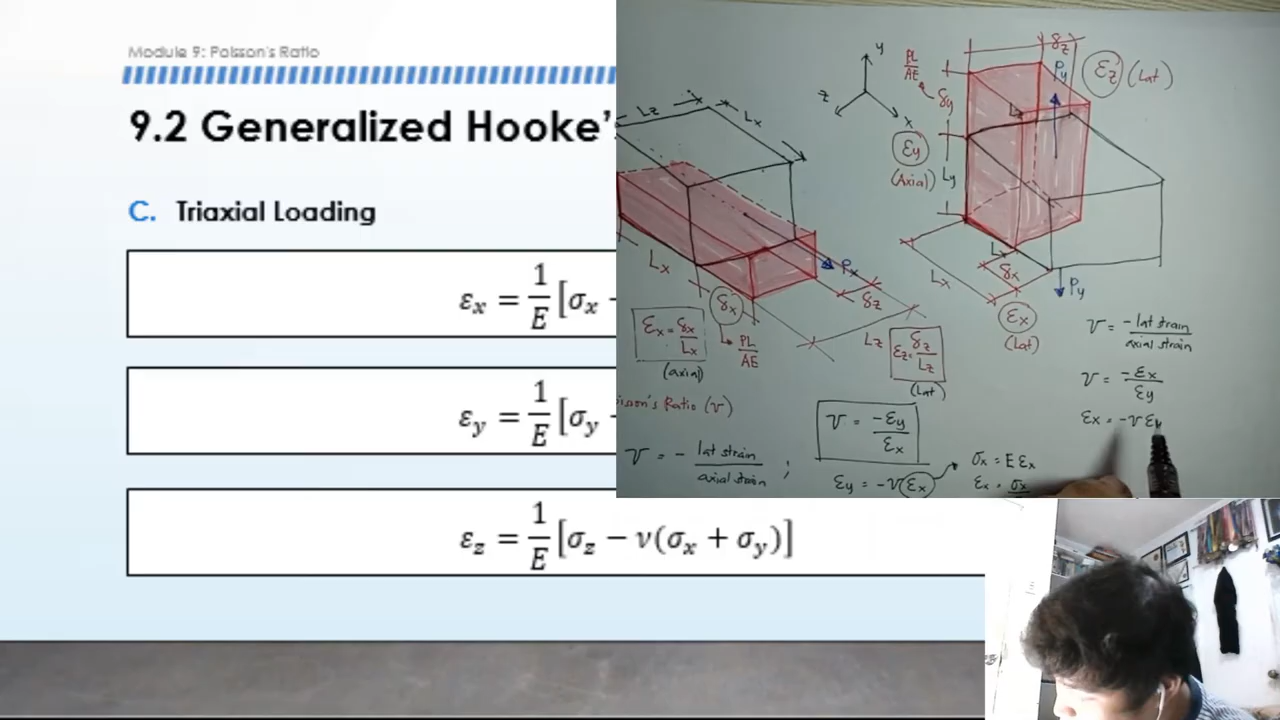 Module 9: Poisson's Ratio
9.2 Generalized Hooke'
C. Triaxial Loading
εx = 1/E [σx -
εy = 1/E [σy -
εz = 1/E [σz − ν(σx + σy)]
Lz
Lx
y
z
x
PL/AE
δy
εy
(Axial)
Ly
δz
Py
εz (Lat)
Lz
Lx
δx
Lx
Py
εx
(Lat)
Lx
Px
δz
δx
Lz
εx = δx/Lx
(axial)
PL/AE
εz = δz/Lz
(Lat)
isson's Ratio (ν)
ν = - lat strain/axial strain ;
ν = -εy/εx
εy = -ν εx
σx = E εx
εx = σx
ν = -lat strain/axial strain
ν = -εx/εy
εx = -ν εy